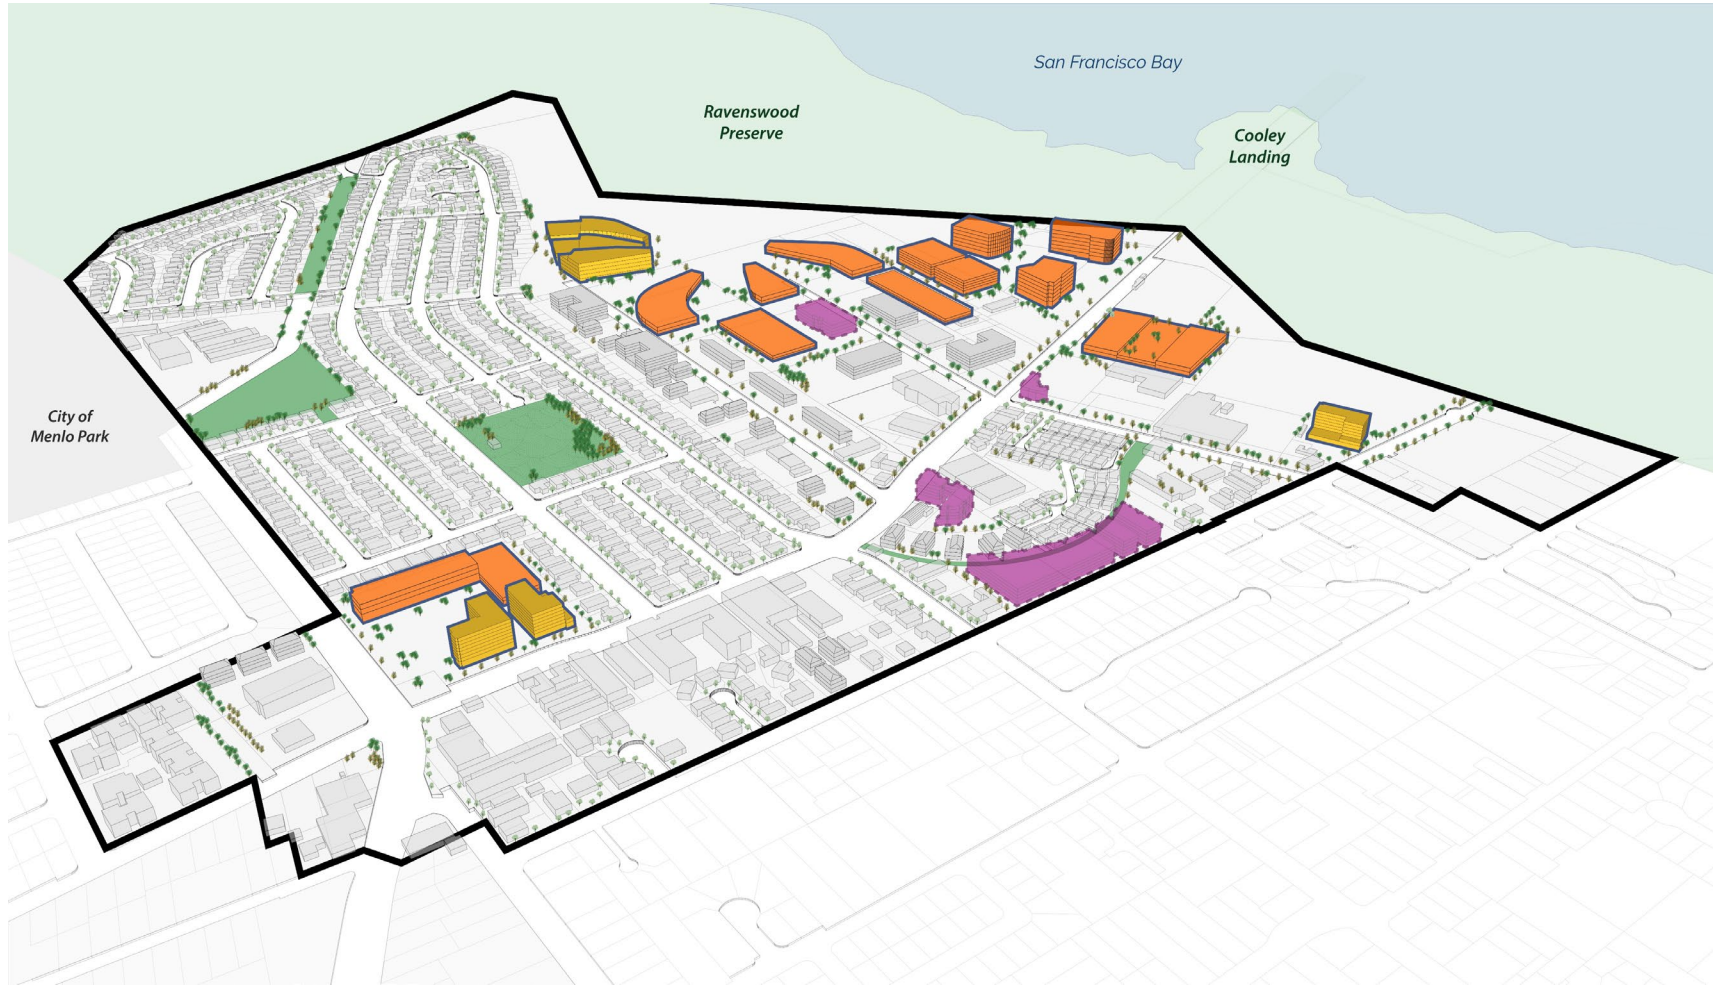 San Francisco Bay
Ravenswood
Preserve
Cooley
Landing
City of
Menlo Park